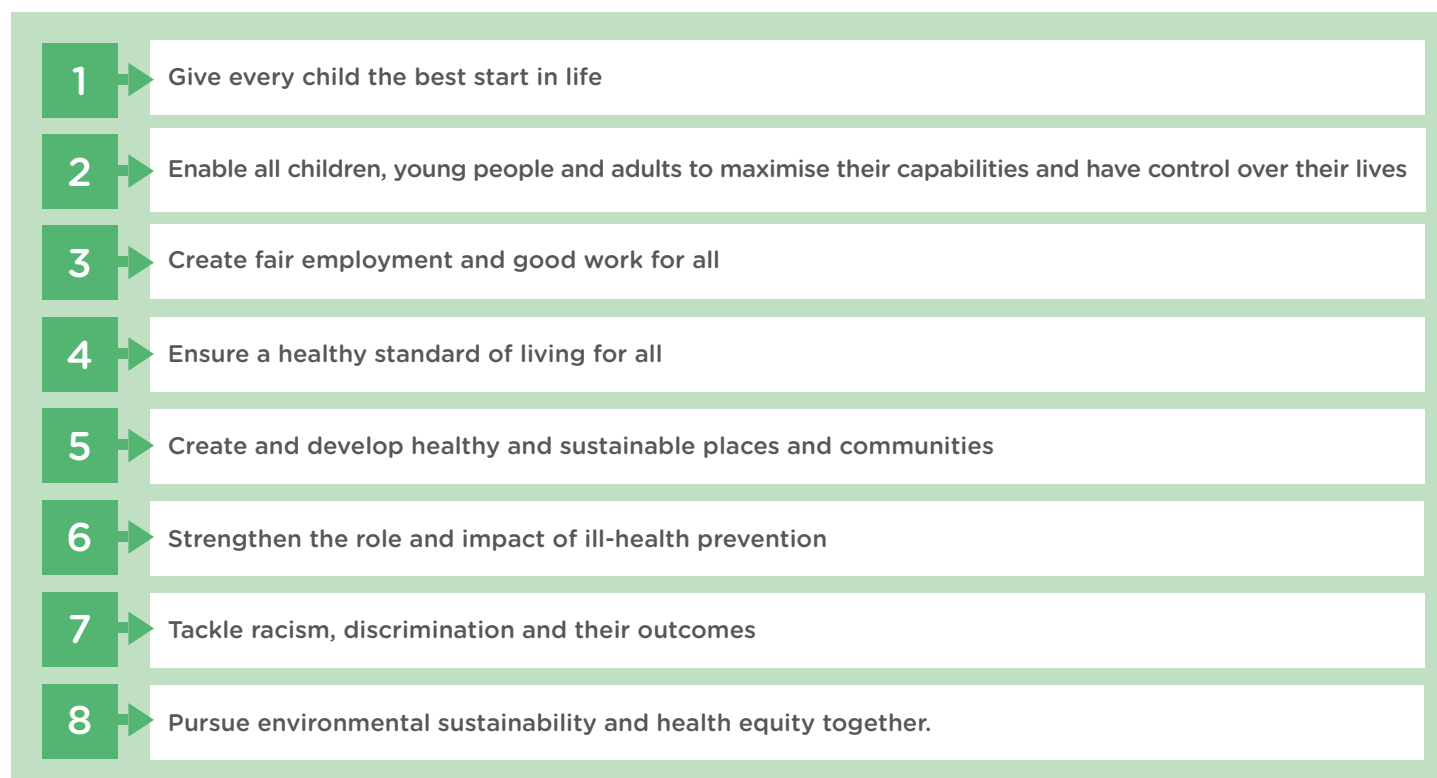 1 Give every child the best start in life
2 Enable all children, young people and adults to maximise their capabilities and have control over their lives
3 Create fair employment and good work for all
4 Ensure a healthy standard of living for all
5 Create and develop healthy and sustainable places and communities
6 Strengthen the role and impact of ill-health prevention
7 Tackle racism, discrimination and their outcomes
8 Pursue environmental sustainability and health equity together.